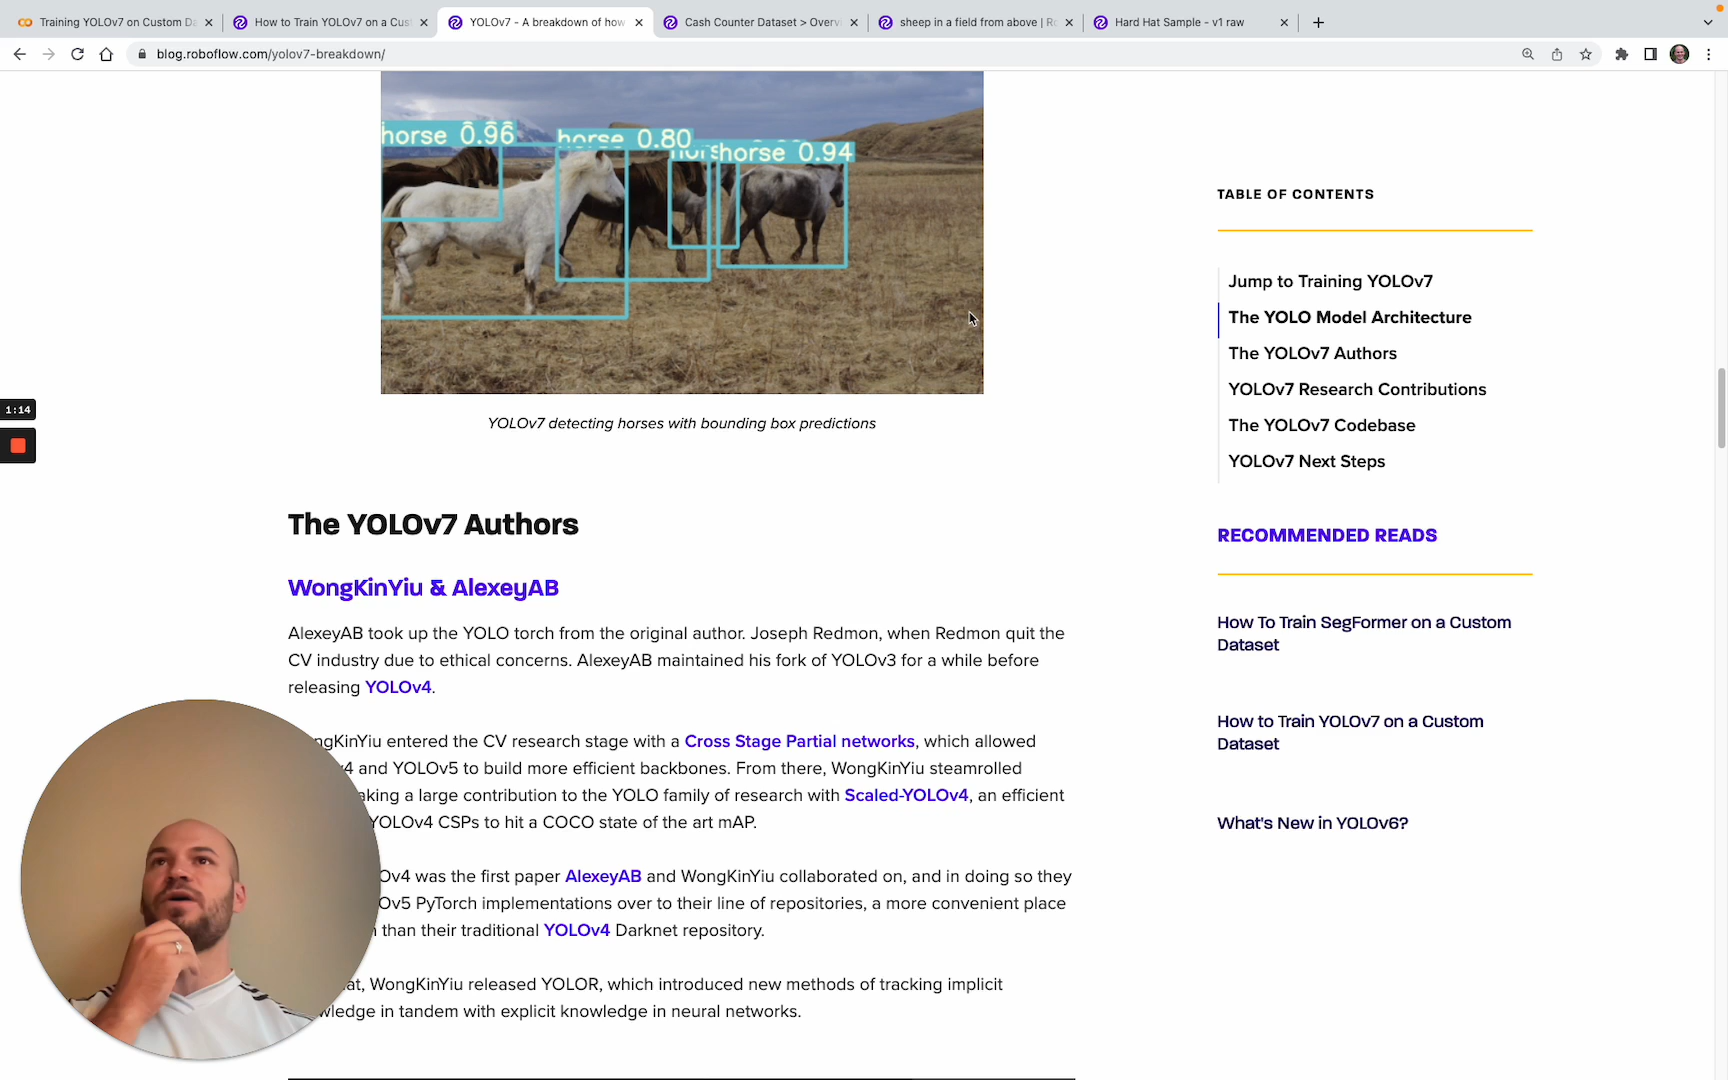 Training YOLOv7 on Custom Da
How to Train YOLOv7 on a Cus
YOLOv7 - A breakdown of how
Cash Counter Dataset > Overvi
sheep in a field from above | Ro
Hard Hat Sample - v1 raw
blog.roboflow.com/yolov7-breakdown/
horse 0.96
horse 0.80
horse 0.94
YOLOv7 detecting horses with bounding box predictions
1:14
The YOLOv7 Authors
WongKinYiu & AlexeyAB
AlexeyAB took up the YOLO torch from the original author. Joseph Redmon, when Redmon quit the
CV industry due to ethical concerns. AlexeyAB maintained his fork of YOLOv3 for a while before
releasing YOLOv4.
ngKinYiu entered the CV research stage with a Cross Stage Partial networks, which allowed
v4 and YOLOv5 to build more efficient backbones. From there, WongKinYiu steamrolled
aking a large contribution to the YOLO family of research with Scaled-YOLOv4, an efficient
YOLOv4 CSPs to hit a COCO state of the art mAP.
Ov4 was the first paper AlexeyAB and WongKinYiu collaborated on, and in doing so they
Ov5 PyTorch implementations over to their line of repositories, a more convenient place
than their traditional YOLOv4 Darknet repository.
at, WongKinYiu released YOLOR, which introduced new methods of tracking implicit
wledge in tandem with explicit knowledge in neural networks.
TABLE OF CONTENTS
Jump to Training YOLOv7
The YOLO Model Architecture
The YOLOv7 Authors
YOLOv7 Research Contributions
The YOLOv7 Codebase
YOLOv7 Next Steps
RECOMMENDED READS
How To Train SegFormer on a Custom
Dataset
How to Train YOLOv7 on a Custom
Dataset
What's New in YOLOv6?